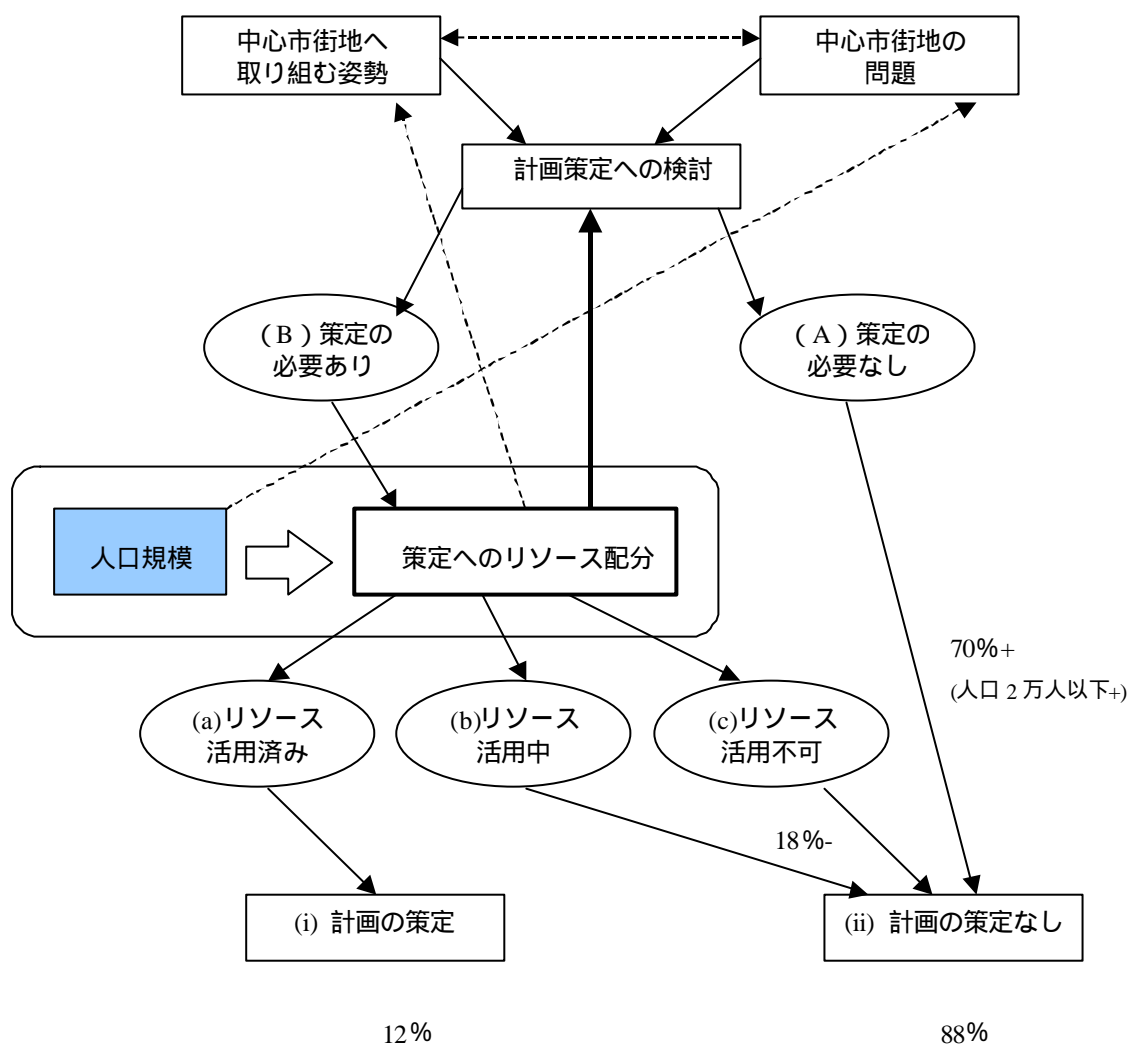 中心市街地へ
取り組む姿勢
中心市街地の
問題
計画策定への検討
（B）策定の
必要あり
（A）策定の
必要なし
人口規模
策定へのリソース配分
70%+
(人口 2 万人以下+)
(a)リソース
活用済み
(b)リソース
活用中
(c)リソース
活用不可
18%-
(i) 計画の策定
(ii) 計画の策定なし
12%
88%